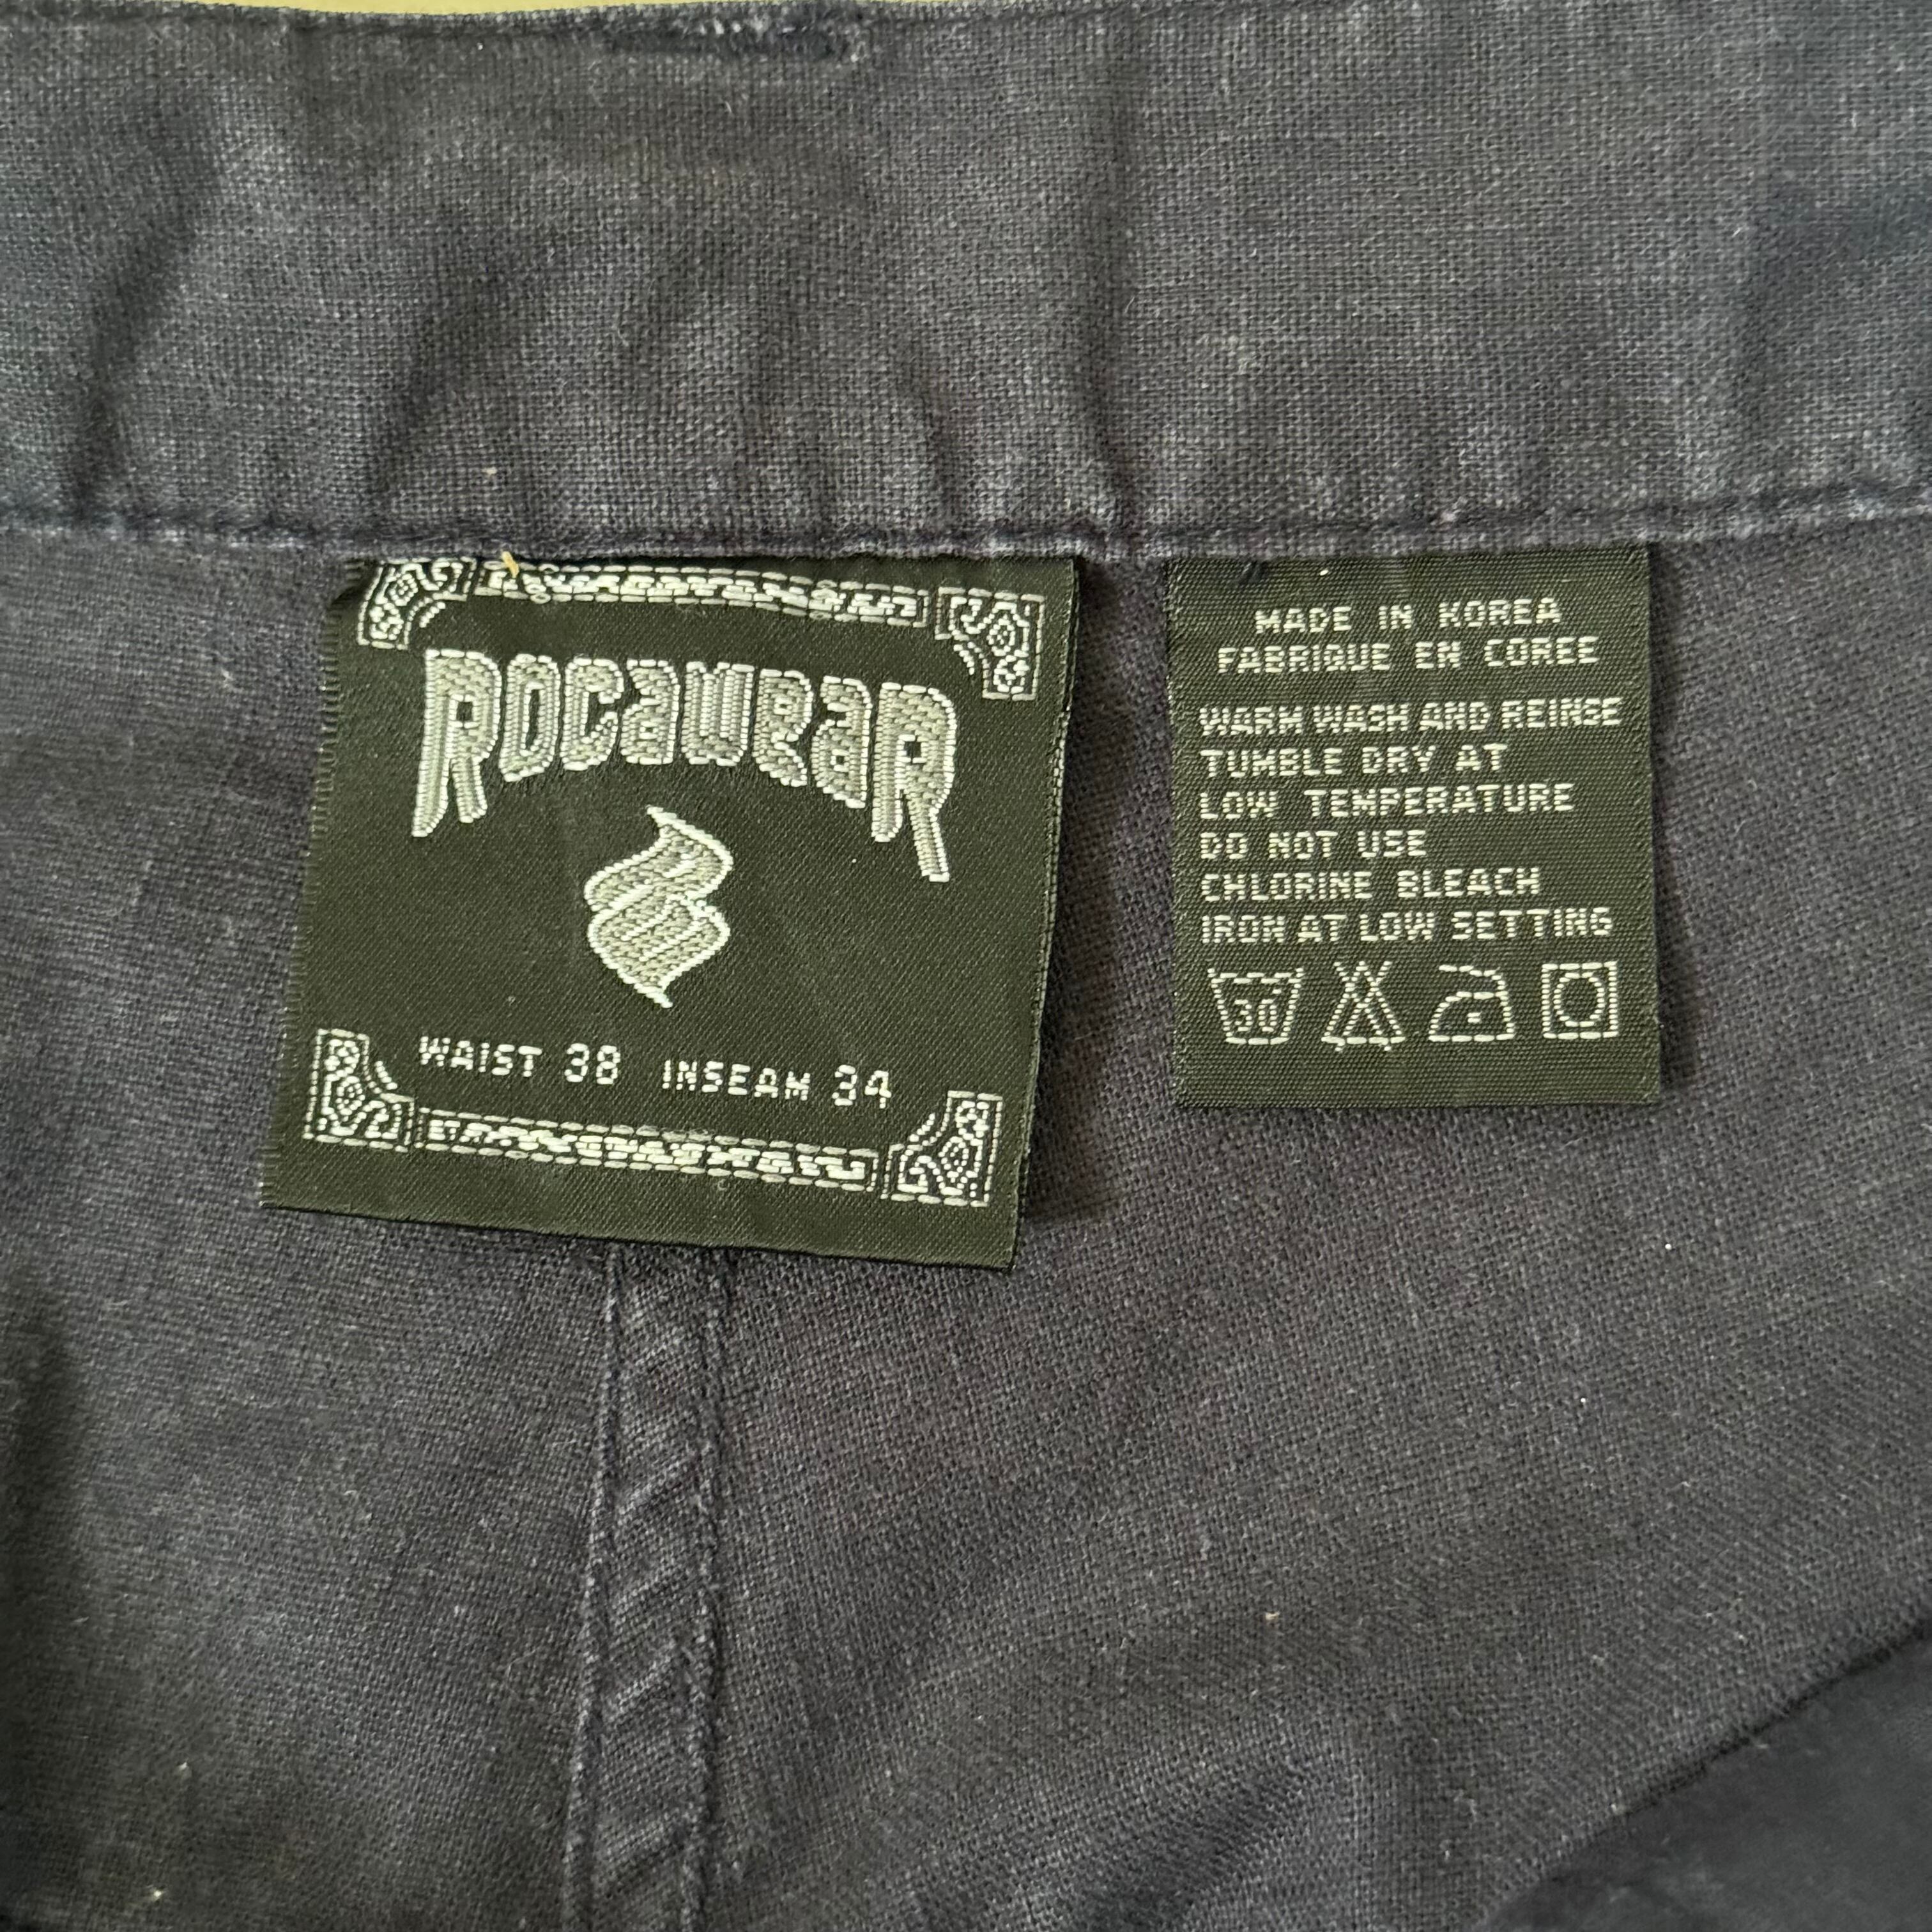 ROCAWEAR
WAIST 38 INSEAM 34
MADE IN KOREA
FABRIQUE EN COREE
WARM WASH AND REINSE
TUMBLE DRY AT
LOW TEMPERATURE
DO NOT USE
CHLORINE BLEACH
IRON AT LOW SETTING
30